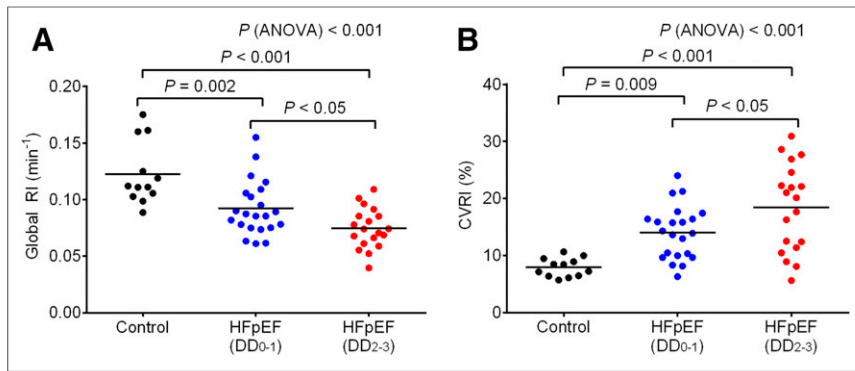 A
P (ANOVA) < 0.001
P < 0.001
P = 0.002
P < 0.05
Global RI (min⁻¹)
0.20
0.15
0.10
0.05
0.00
Control
HFpEF
(DD0-1)
HFpEF
(DD2-3)
B
P (ANOVA) < 0.001
P < 0.001
P = 0.009
P < 0.05
CVRI (%)
40
30
20
10
0
Control
HFpEF
(DD0-1)
HFpEF
(DD2-3)